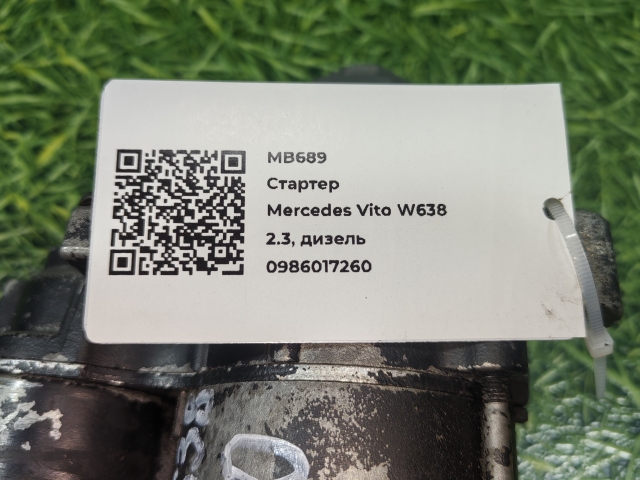 MB689
Стартер
Mercedes Vito W638
2.3, дизель
0986017260